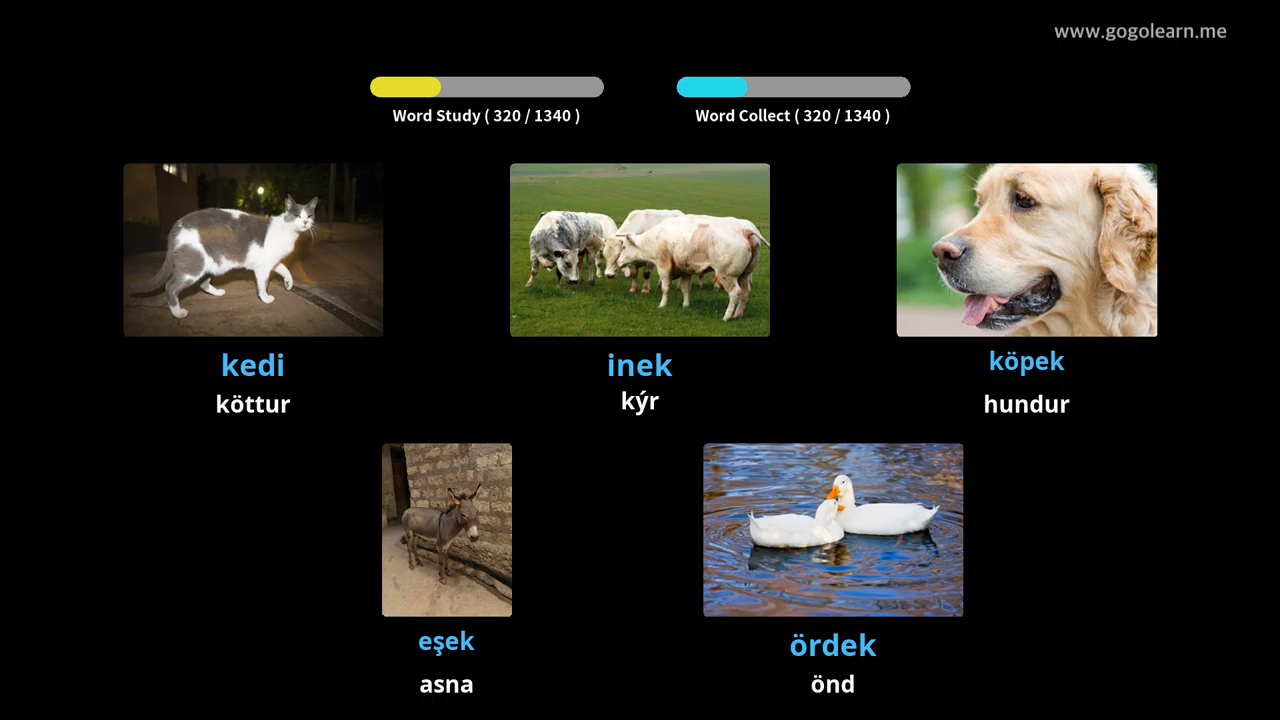 www.gogolearn.me
Word Study ( 320 / 1340 )
Word Collect ( 320 / 1340 )
kedi
köttur
inek
kýr
köpek
hundur
eşek
asna
ördek
önd